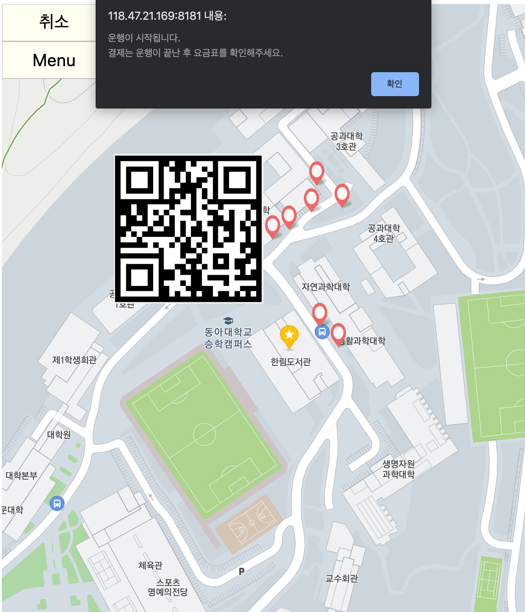 취소
Menu
118.47.21.169:8181 내용:
운행이 시작됩니다.
결제는 운행이 끝난 후 요금표를 확인해주세요.
확인
공과대학
3호관
학
공과대학
4호관
자연과학대학
1호관
동아대학교
승학캠퍼스
생활과학대학
한림도서관
제1학생회관
대학원
대학본부
문대학
생명자원
과학대학
체육관
P
스포츠
명예의전당
교수회관